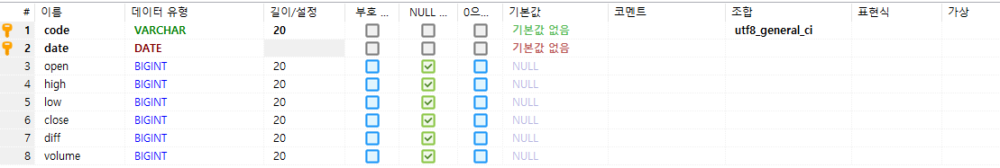 # 이름 데이터 유형 길이/설정 부호 ... NULL ... 0으... 기본값 코멘트 조합 표현식 가상
1 code VARCHAR 20 기본값 없음 utf8_general_ci
2 date DATE 기본값 없음
3 open BIGINT 20 NULL
4 high BIGINT 20 NULL
5 low BIGINT 20 NULL
6 close BIGINT 20 NULL
7 diff BIGINT 20 NULL
8 volume BIGINT 20 NULL